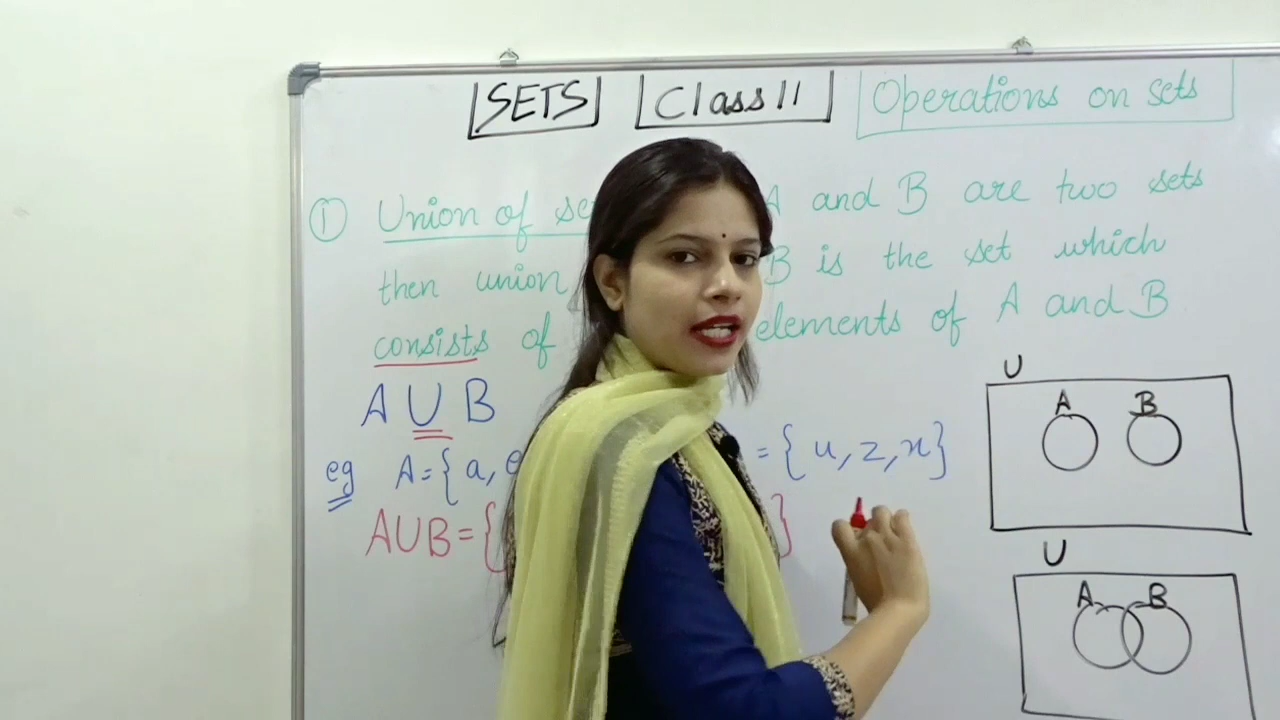 SETS Class 11 Operations on sets
① Union of A and B are two sets
then union B is the set which
consists of elements of A and B
A U B
eg A={a, = {u, z, x}
AUB={ }
U
A B
U
A B